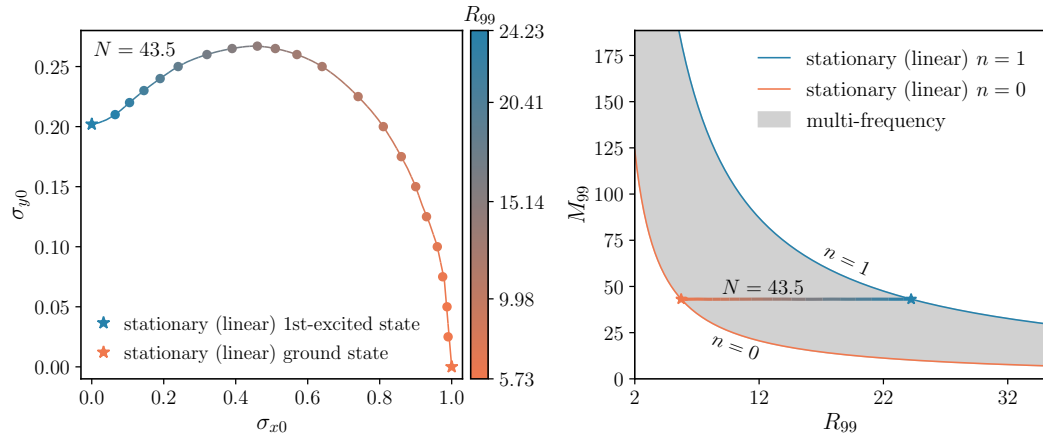 R₉₉
N = 43.5
0.25
0.20
0.15
0.10
0.05
0.00
σ_y0
stationary (linear) 1st-excited state
stationary (linear) ground state
0.0 0.2 0.4 0.6 0.8 1.0
σ_x0
24.23
20.41
15.14
9.98
5.73
175
150
125
100
75
50
25
0
M₉₉
stationary (linear) n = 1
stationary (linear) n = 0
multi-frequency
n = 1
N = 43.5
n = 0
2 12 22 32
R₉₉